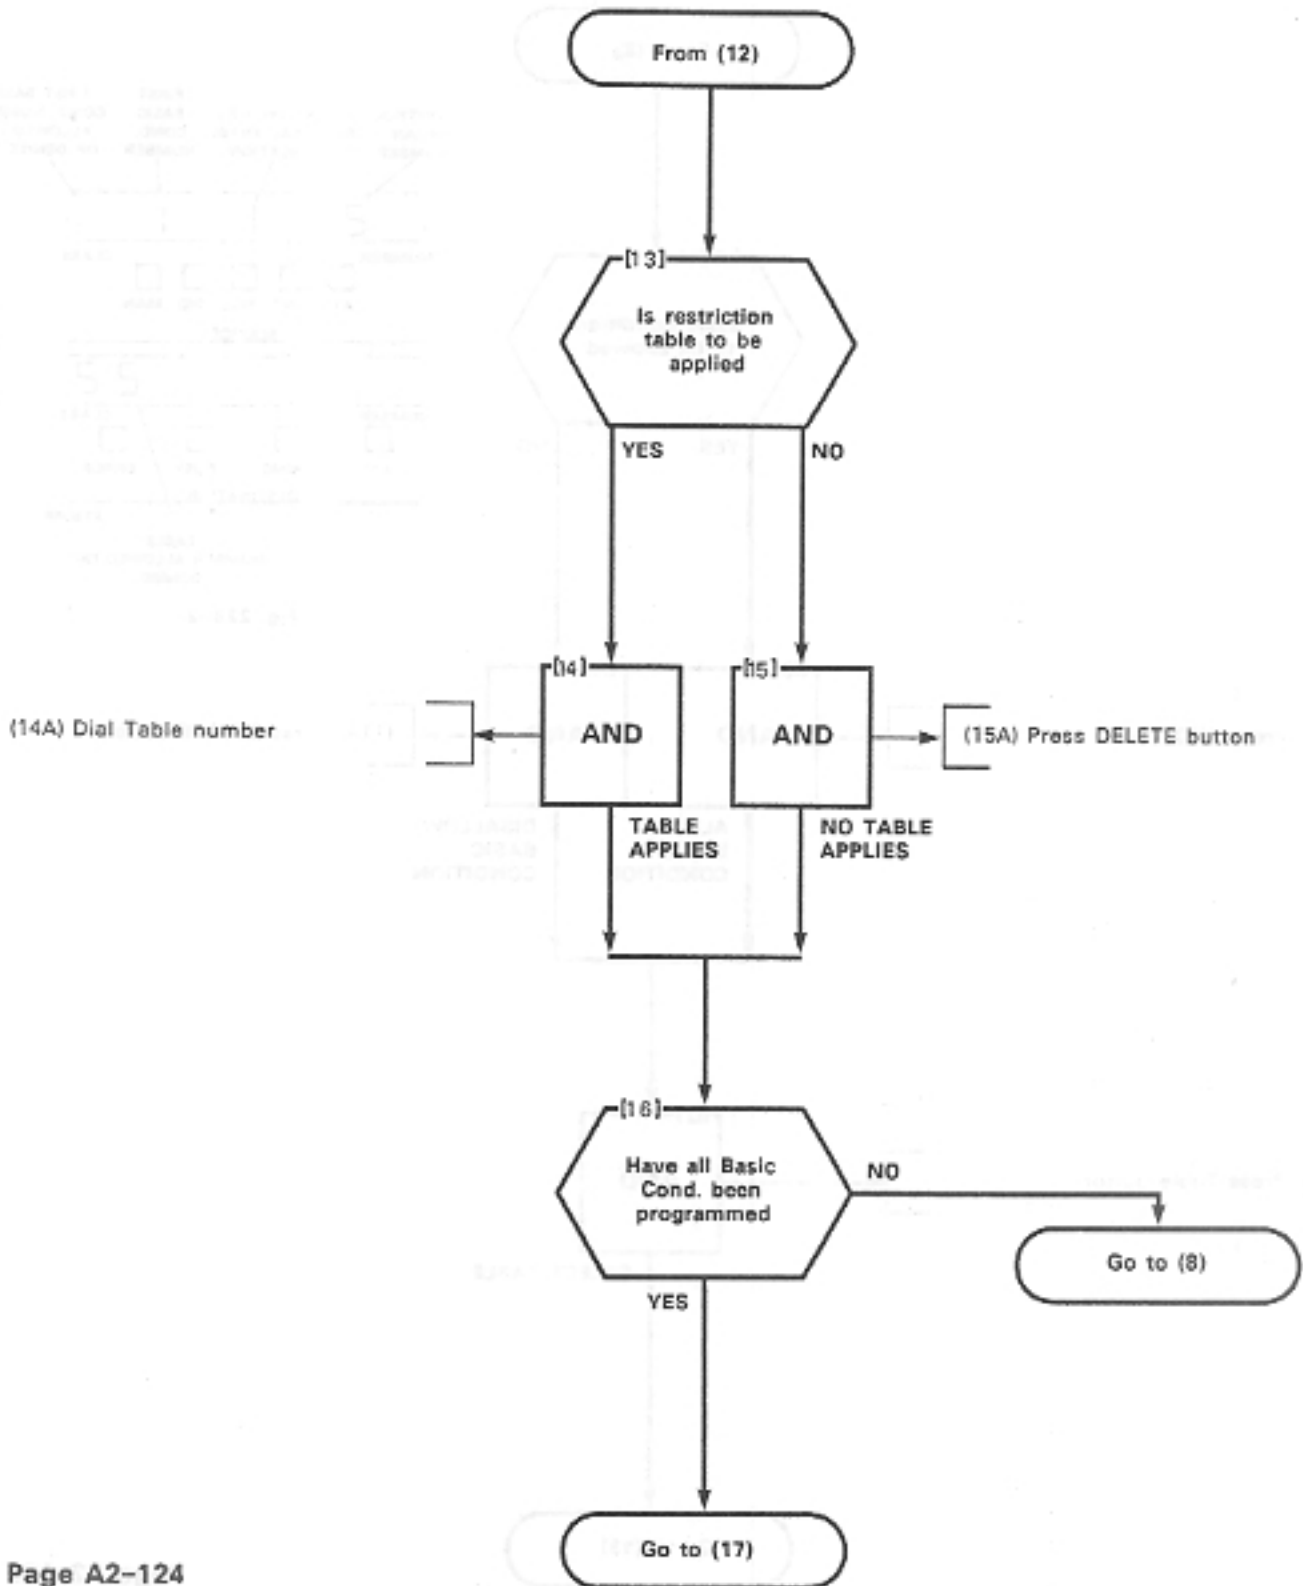 From (12)
[13]
Is restriction
table to be
applied
YES
NO
[14]
[15]
(14A) Dial Table number
AND
AND
(15A) Press DELETE button
TABLE
APPLIES
NO TABLE
APPLIES
[16]
Have all Basic
Cond. been
programmed
NO
Go to (8)
YES
Go to (17)
Page A2-124